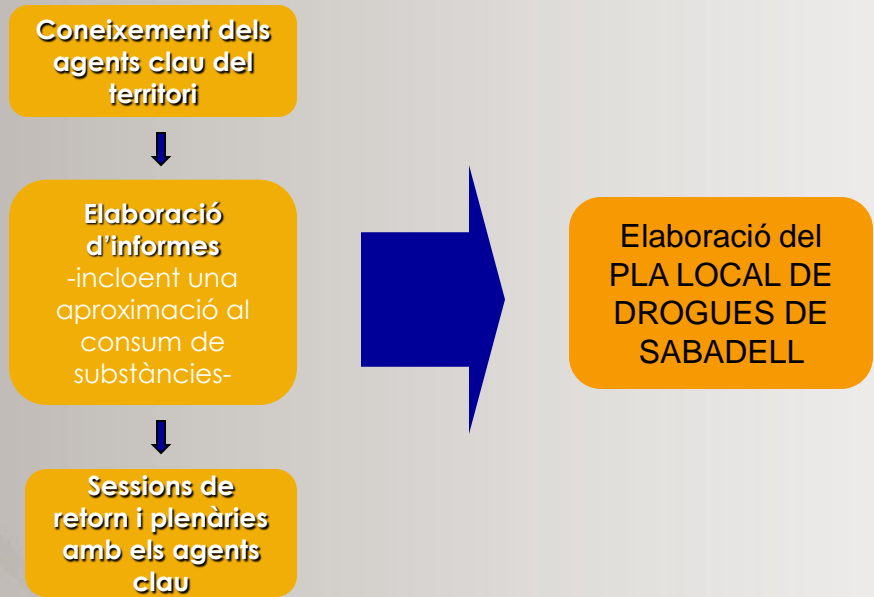 Coneixement dels
agents clau del
territori
Elaboració
d'informes
-incloent una
aproximació al
consum de
substàncies-
Sessions de
retorn i plenàries
amb els agents
clau
Elaboració del
PLA LOCAL DE
DROGUES DE
SABADELL